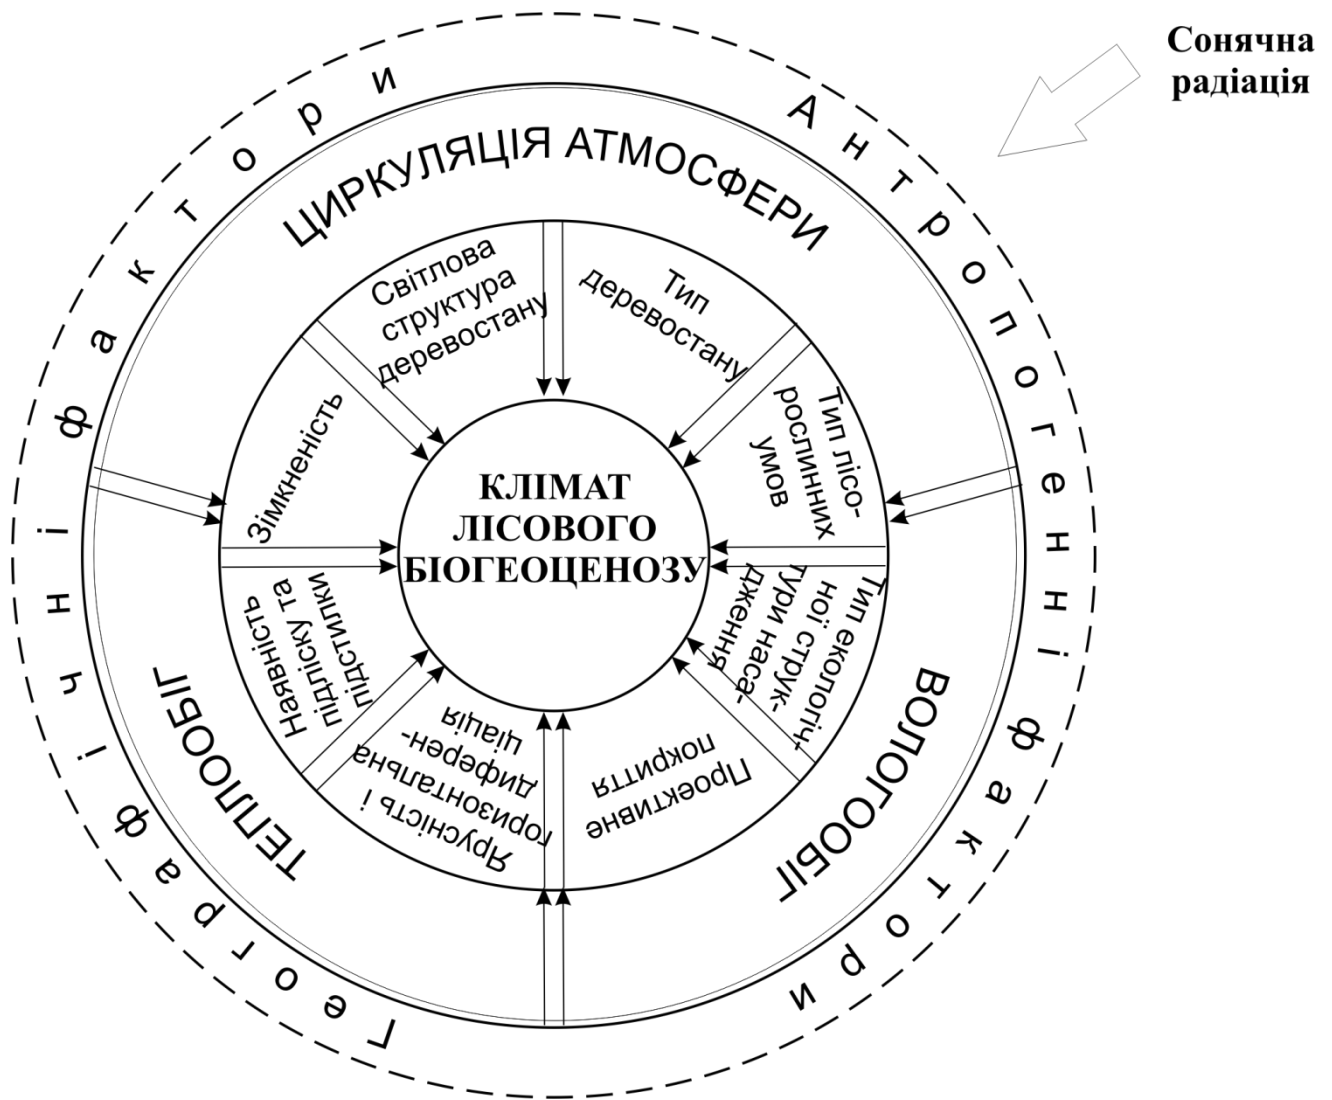 Сонячна
радіація
Географічні фактори
Антропогенні фактори
ЦИРКУЛЯЦІЯ АТМОСФЕРИ
ТЕПЛООБІГ
ВОЛОГООБІГ
Світлова
структура
деревостану
Тип
деревостану
Тип лісо-
рослинних
умов
Тип екологіч-
ної струк-
тури наса-
дження
Проективне
покриття
Ярусність і
горизонтальна
диферен-
ціація
Наявність
підліску та
підстилки
Зімкненість
КЛІМАТ
ЛІСОВОГО
БІОГЕОЦЕНОЗУ